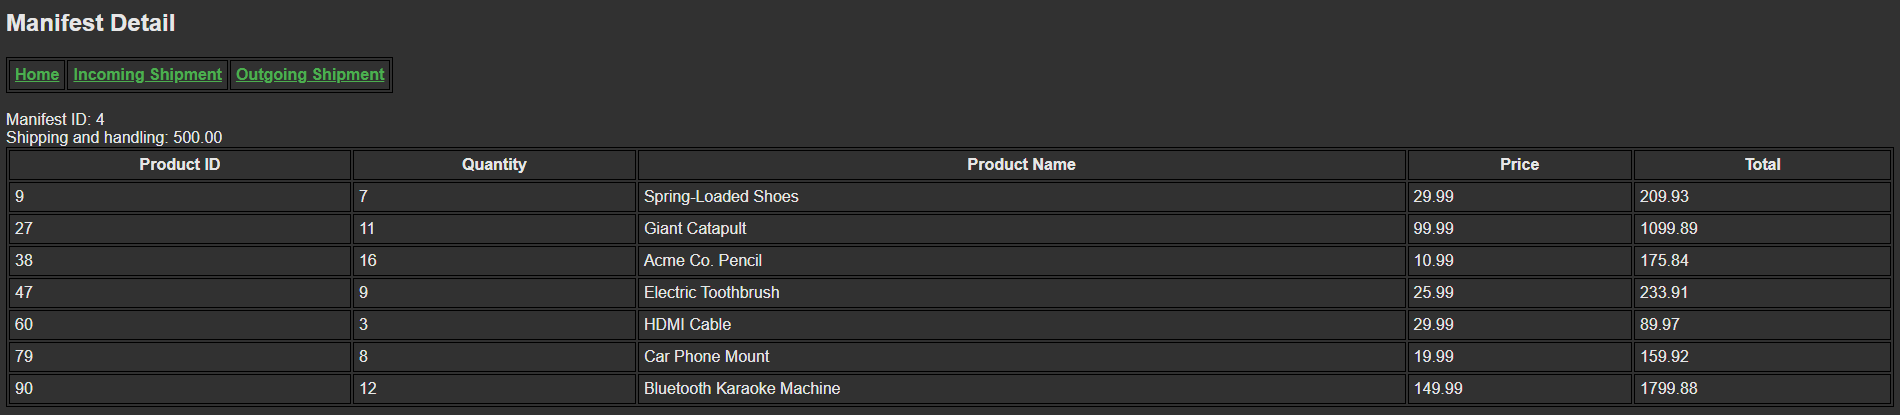 Manifest Detail
Home Incoming Shipment Outgoing Shipment
Manifest ID: 4
Shipping and handling: 500.00
Product ID Quantity Product Name Price Total
9 7 Spring-Loaded Shoes 29.99 209.93
27 11 Giant Catapult 99.99 1099.89
38 16 Acme Co. Pencil 10.99 175.84
47 9 Electric Toothbrush 25.99 233.91
60 3 HDMI Cable 29.99 89.97
79 8 Car Phone Mount 19.99 159.92
90 12 Bluetooth Karaoke Machine 149.99 1799.88